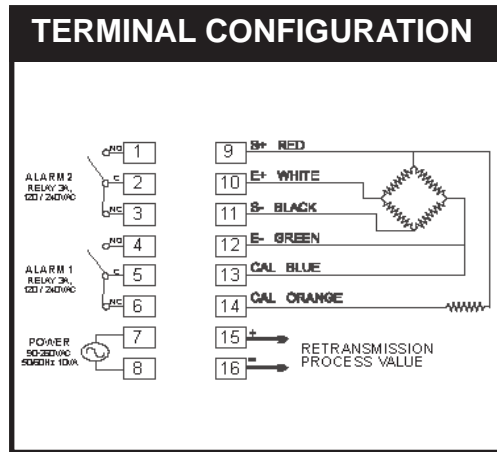 TERMINAL CONFIGURATION
NO 1
ALARM 2
RELAY 3A,
120 / 240VAC
C 2
NC 3
NO 4
ALARM 1
RELAY 3A,
120 / 240VAC
C 5
NC 6
POWER
90-260VAC
50/60Hz 10VA
7
8
9 S+ RED
10 E+ WHITE
11 S- BLACK
12 E- GREEN
13 CAL BLUE
14 CAL ORANGE
15 +
16 -
RETRANSMISSION
PROCESS VALUE